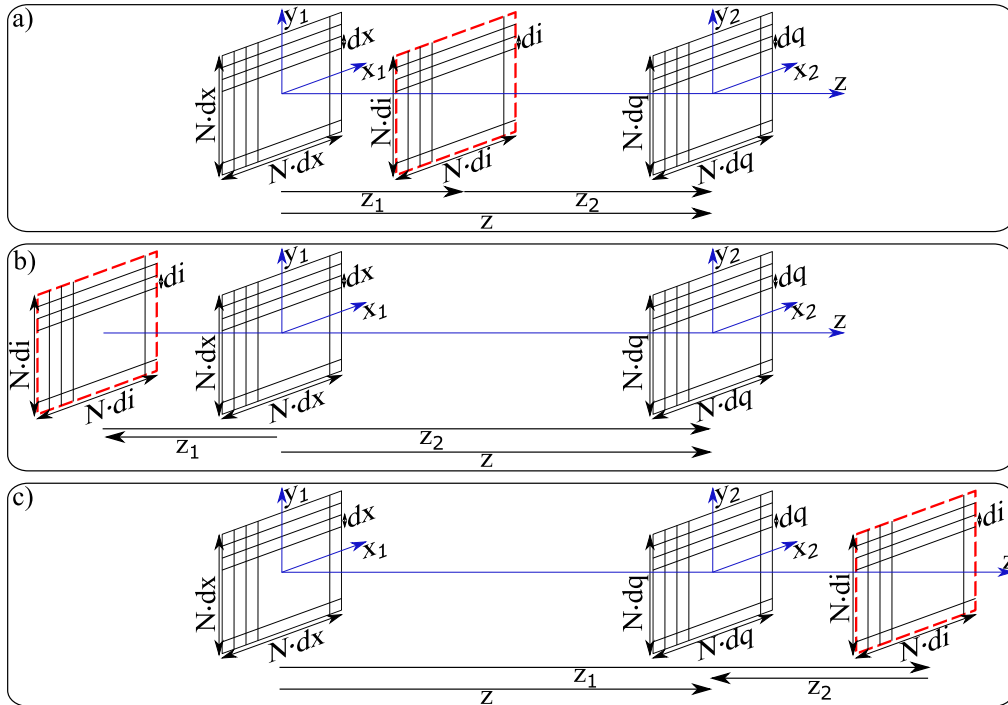 a)
y₁
dx
x₁
N·dx
N·dx
di
N·di
N·di
y₂
dq
x₂
N·dq
N·dq
z
z₁
z₂
z
b)
di
N·di
N·di
y₁
dx
x₁
N·dx
N·dx
y₂
dq
x₂
N·dq
N·dq
z
z₁
z₂
z
c)
y₁
dx
x₁
N·dx
N·dx
y₂
dq
x₂
N·dq
N·dq
di
N·di
N·di
z
z₁
z
z₂